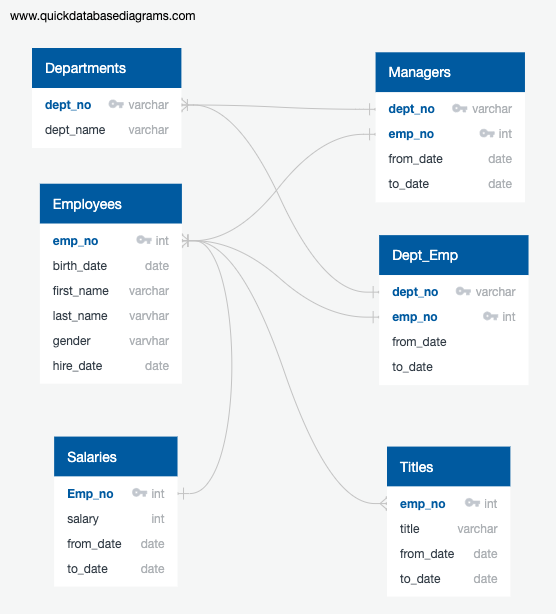 www.quickdatabasediagrams.com
Departments
dept_no varchar
dept_name varchar
Managers
dept_no varchar
emp_no int
from_date date
to_date date
Employees
emp_no int
birth_date date
first_name varchar
last_name varvhar
gender varvhar
hire_date date
Dept_Emp
dept_no varchar
emp_no int
from_date
to_date
Salaries
Emp_no int
salary int
from_date date
to_date date
Titles
emp_no int
title varchar
from_date date
to_date date